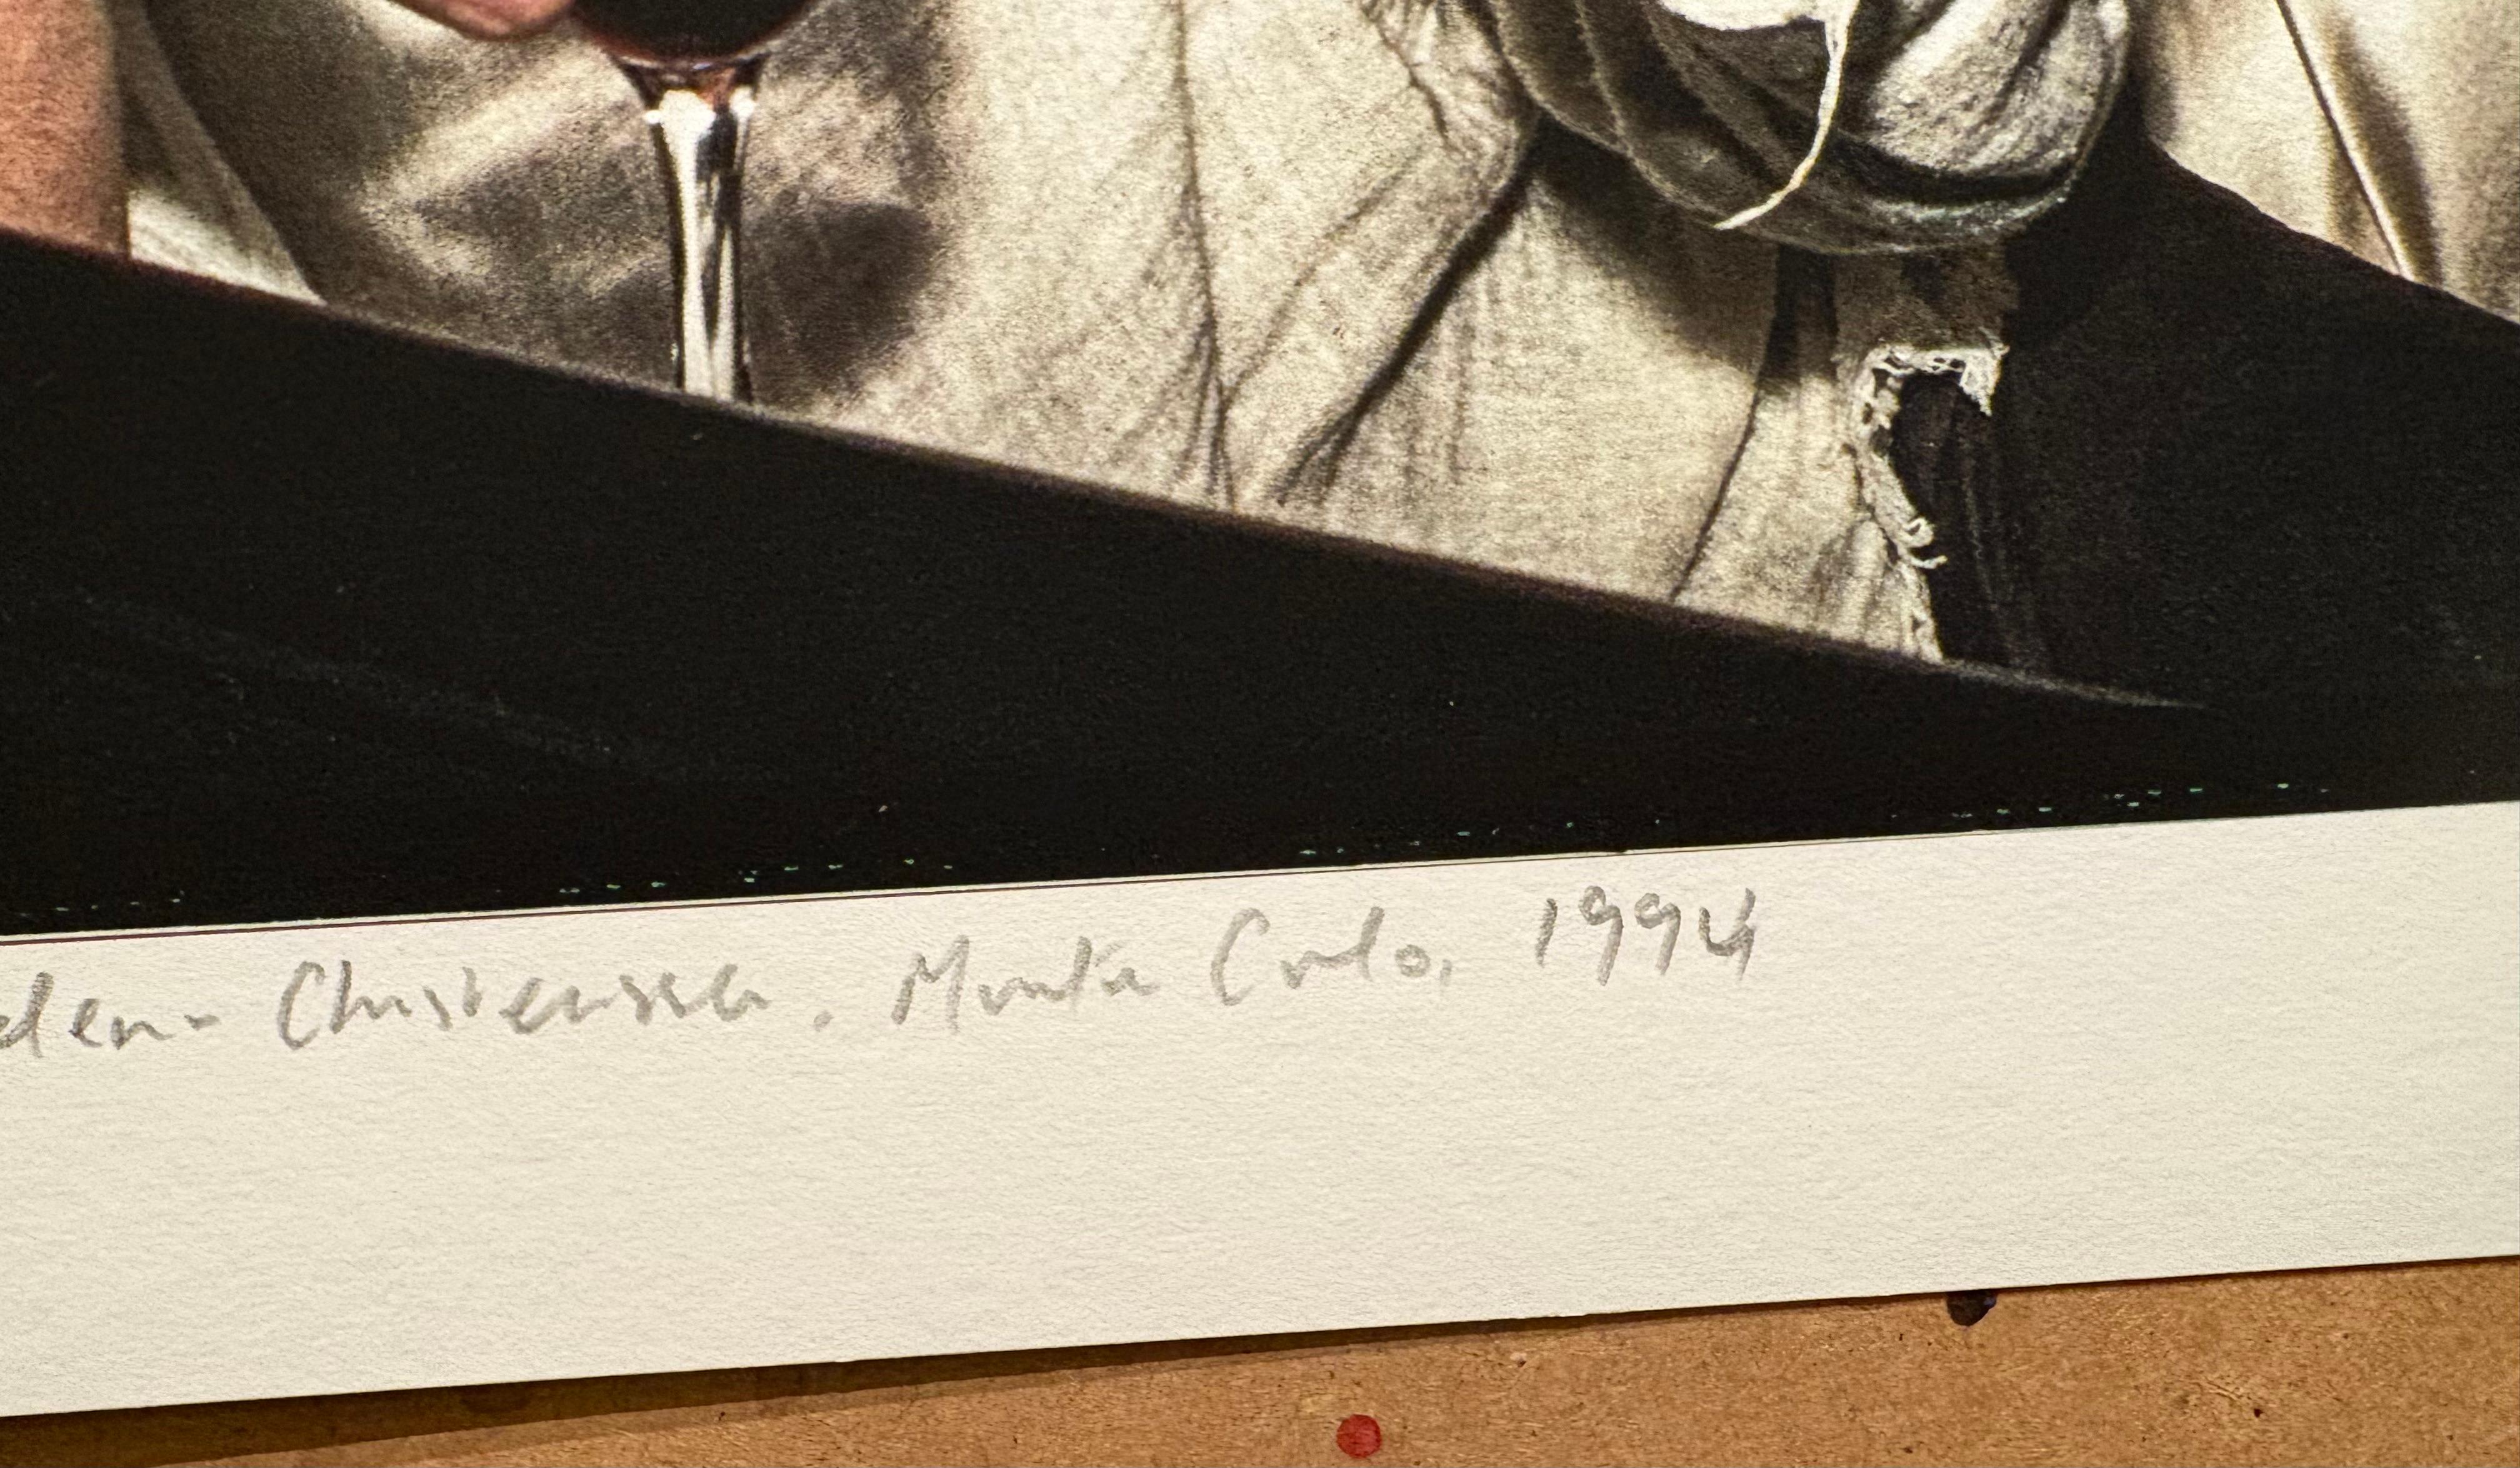 den - Christensen. Monte Carlo, 1994